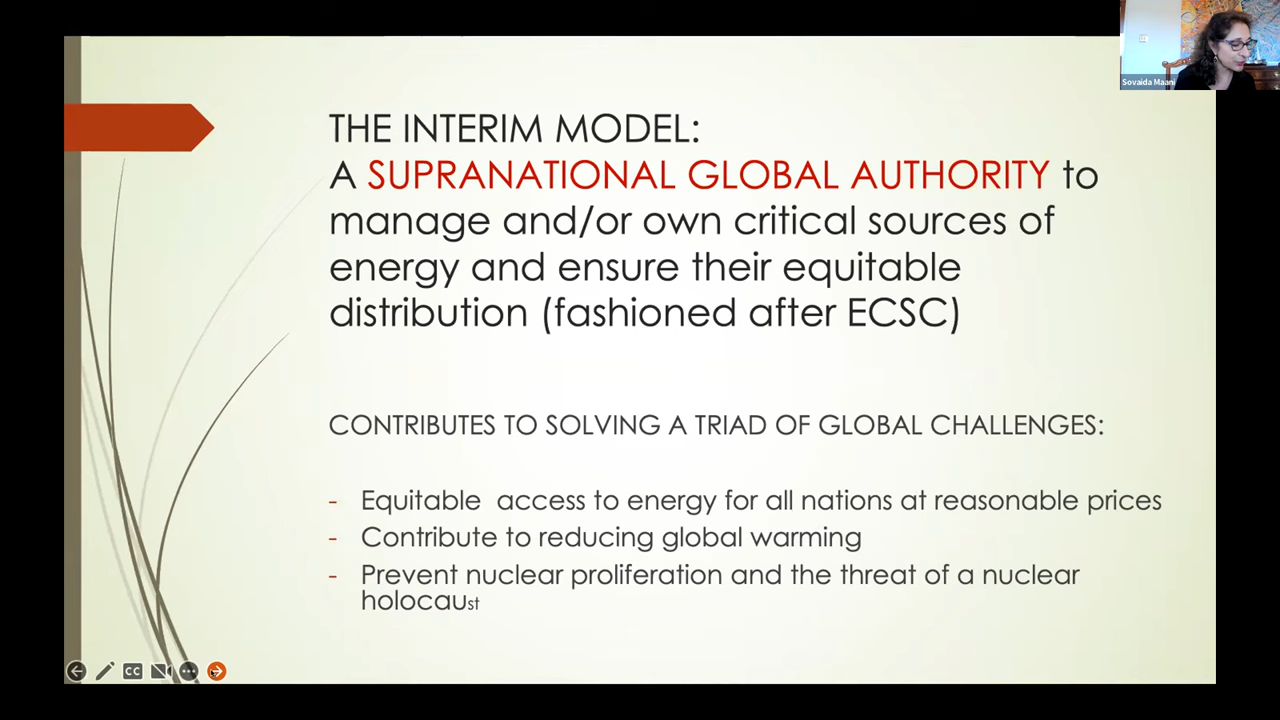 Sovaida Maani
THE INTERIM MODEL:
A SUPRANATIONAL GLOBAL AUTHORITY to
manage and/or own critical sources of
energy and ensure their equitable
distribution (fashioned after ECSC)
CONTRIBUTES TO SOLVING A TRIAD OF GLOBAL CHALLENGES:
- Equitable access to energy for all nations at reasonable prices
- Contribute to reducing global warming
- Prevent nuclear proliferation and the threat of a nuclear
holocaust
CC